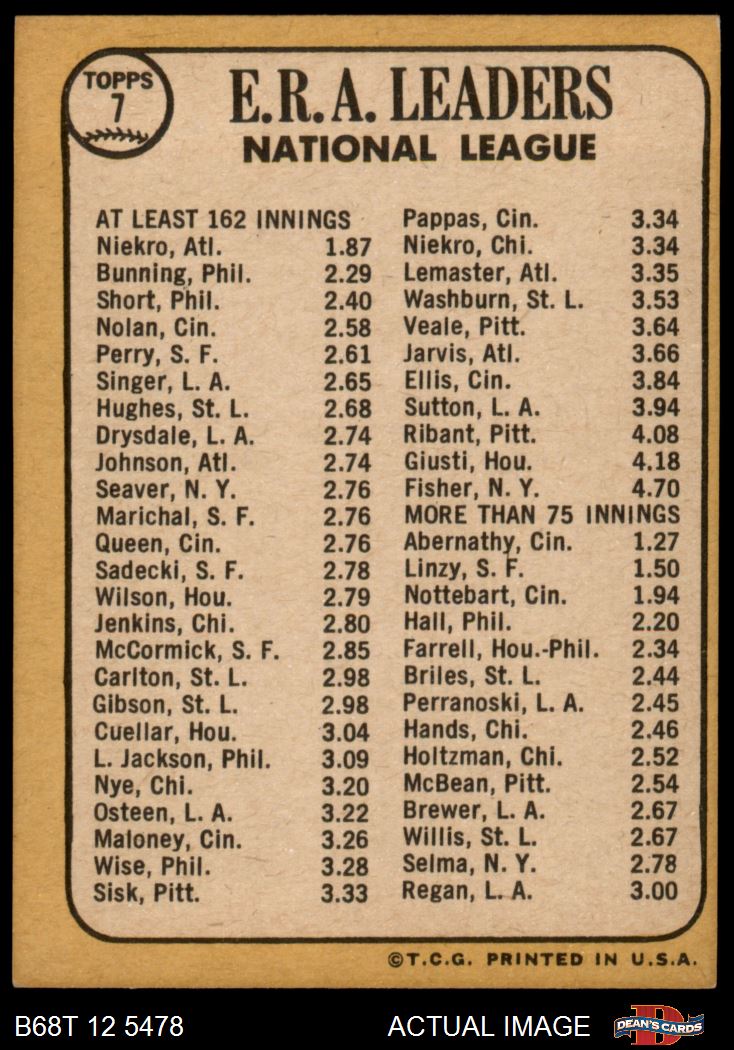 TOPPS
7
E.R.A. LEADERS
NATIONAL LEAGUE
AT LEAST 162 INNINGS
Niekro, Atl. 1.87
Bunning, Phil. 2.29
Short, Phil. 2.40
Nolan, Cin. 2.58
Perry, S. F. 2.61
Singer, L. A. 2.65
Hughes, St. L. 2.68
Drysdale, L. A. 2.74
Johnson, Atl. 2.74
Seaver, N. Y. 2.76
Marichal, S. F. 2.76
Queen, Cin. 2.76
Sadecki, S. F. 2.78
Wilson, Hou. 2.79
Jenkins, Chi. 2.80
McCormick, S. F. 2.85
Carlton, St. L. 2.98
Gibson, St. L. 2.98
Cuellar, Hou. 3.04
L. Jackson, Phil. 3.09
Nye, Chi. 3.20
Osteen, L. A. 3.22
Maloney, Cin. 3.26
Wise, Phil. 3.28
Sisk, Pitt. 3.33
Pappas, Cin. 3.34
Niekro, Chi. 3.34
Lemaster, Atl. 3.35
Washburn, St. L. 3.53
Veale, Pitt. 3.64
Jarvis, Atl. 3.66
Ellis, Cin. 3.84
Sutton, L. A. 3.94
Ribant, Pitt. 4.08
Giusti, Hou. 4.18
Fisher, N. Y. 4.70
MORE THAN 75 INNINGS
Abernathy, Cin. 1.27
Linzy, S. F. 1.50
Nottebart, Cin. 1.94
Hall, Phil. 2.20
Farrell, Hou.-Phil. 2.34
Briles, St. L. 2.44
Perranoski, L. A. 2.45
Hands, Chi. 2.46
Holtzman, Chi. 2.52
McBean, Pitt. 2.54
Brewer, L. A. 2.67
Willis, St. L. 2.67
Selma, N. Y. 2.78
Regan, L. A. 3.00
©T.C.G. PRINTED IN U.S.A.
B68T 12 5478
ACTUAL IMAGE
D
DEAN'S CARDS